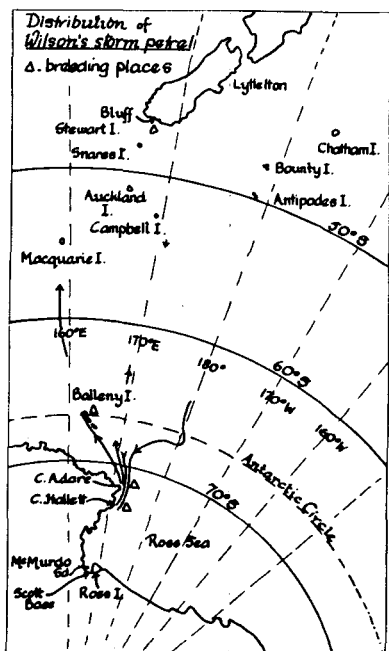 Distribution of
Wilson's storm petrel
△. breeding places
Lyttelton
Bluff
Stewart I.
Snares I.
Chatham I.
Bounty I.
Auckland
I.
Campbell I.
Antipodes I.
50°S
Macquarie I.
160°E
170°E
180°
60°S
170°W
160°W
Balleny I.
Antarctic Circle
C. Adare
C. Hallett
70°S
Ross Sea
McMurdo
Sd.
Scott
Base
Ross I.